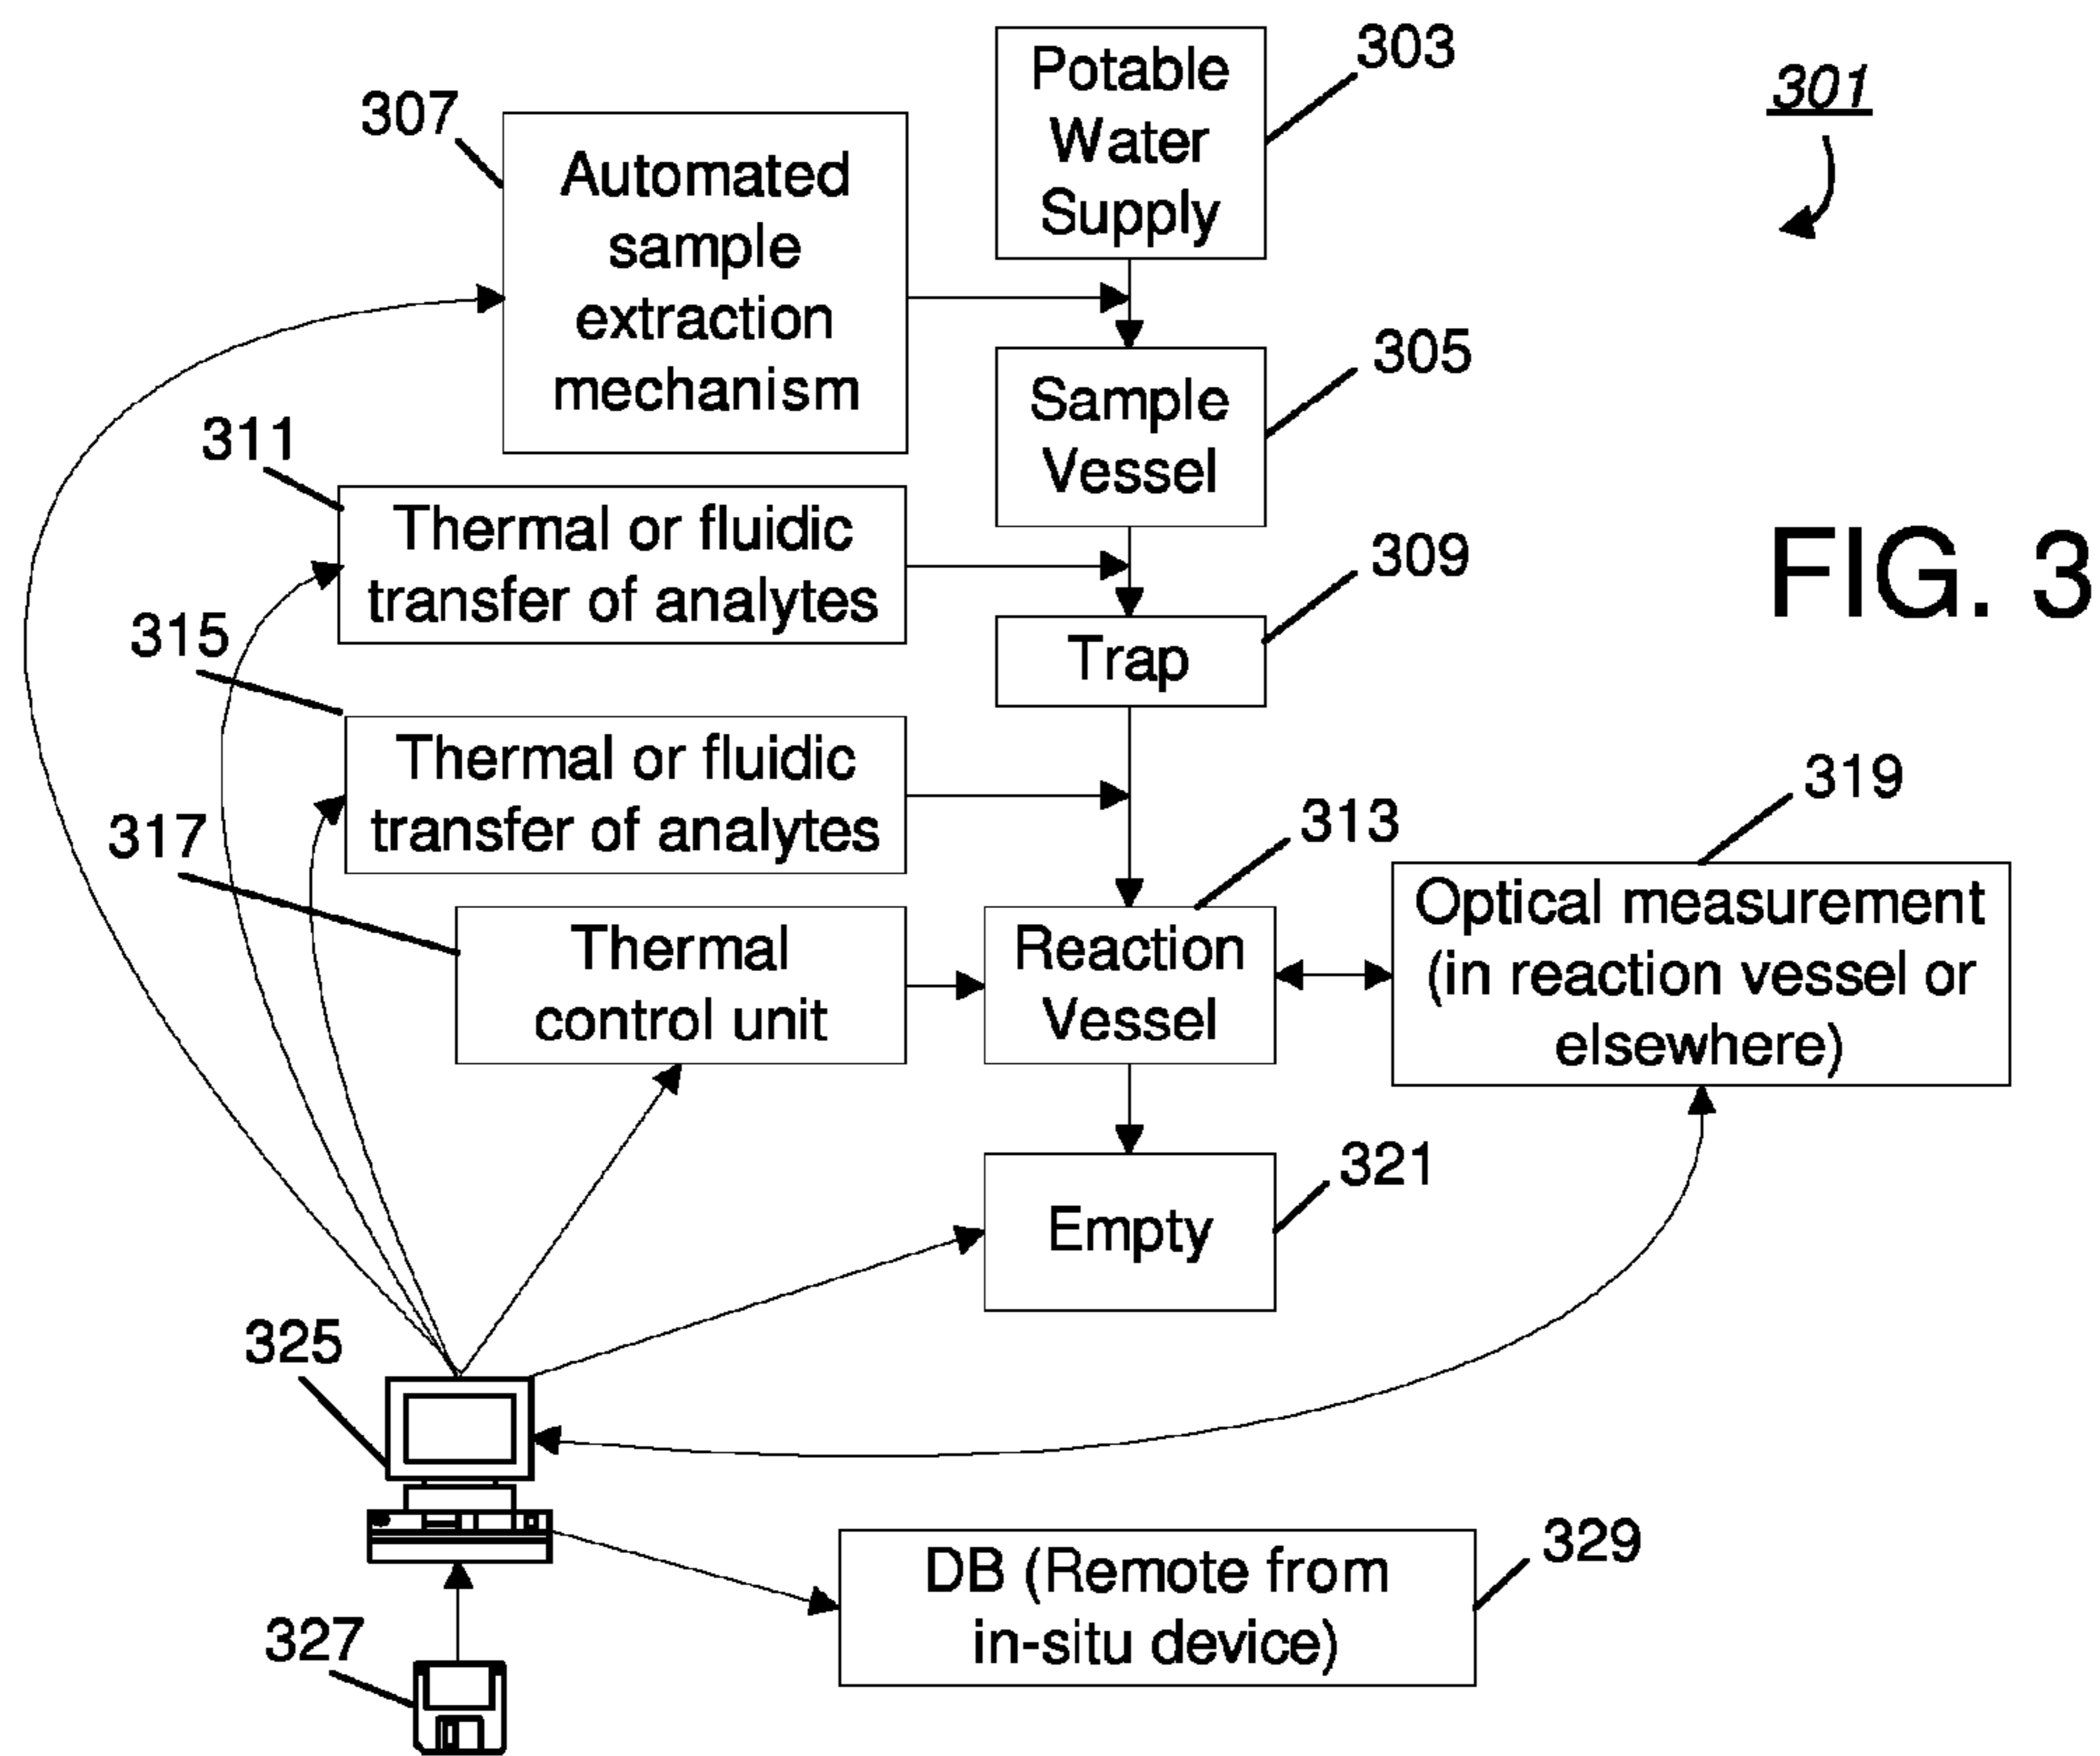 303
Potable
Water
Supply
301
307
Automated
sample
extraction
mechanism
305
Sample
Vessel
311
Thermal or fluidic
transfer of analytes
309
Trap
FIG. 3
315
Thermal or fluidic
transfer of analytes
319
317
Thermal
control unit
313
Reaction
Vessel
Optical measurement
(in reaction vessel or
elsewhere)
321
Empty
325
329
DB (Remote from
in-situ device)
327